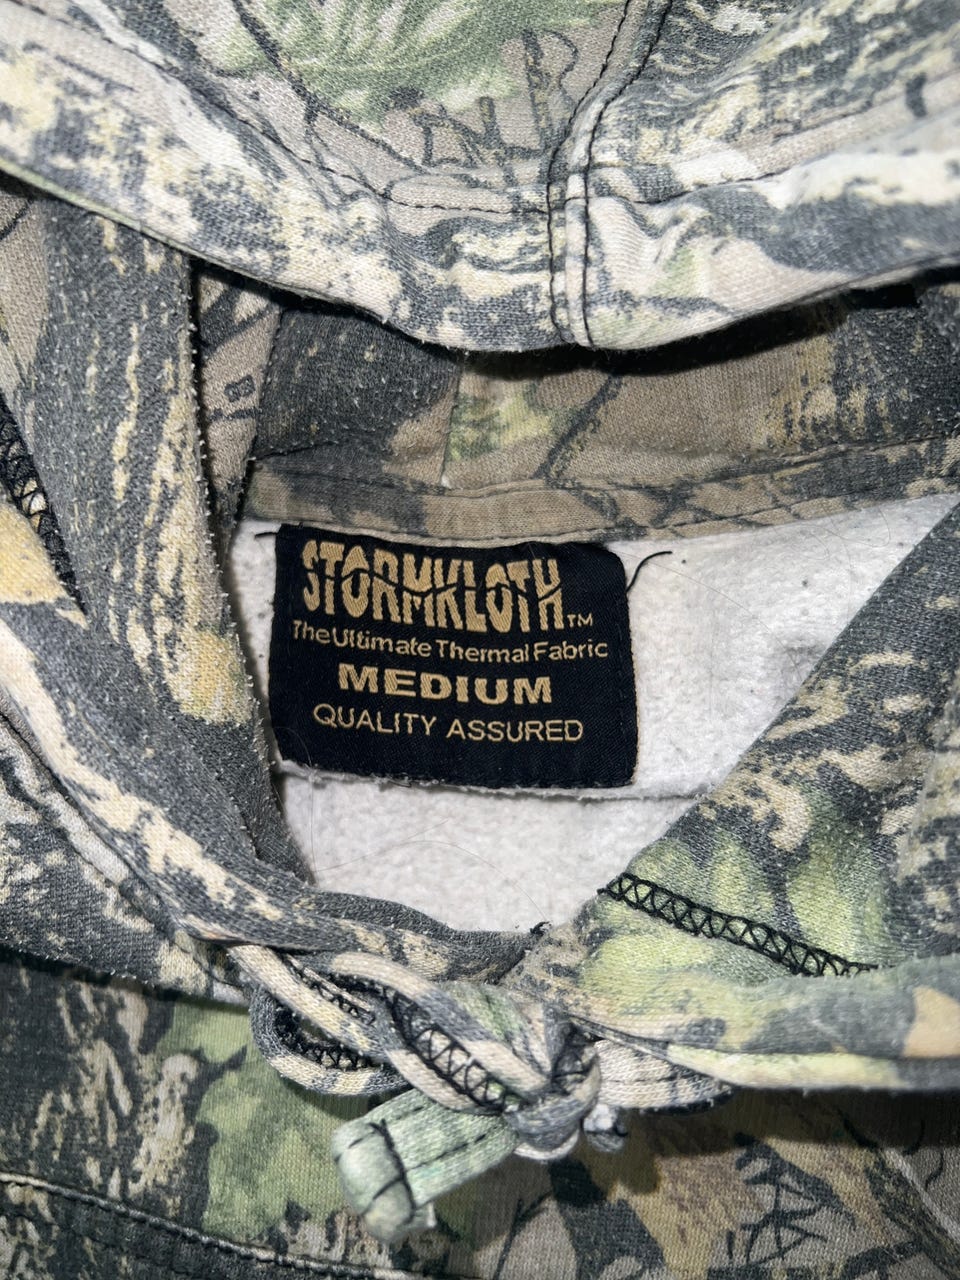 STORMKLOTH™
The Ultimate Thermal Fabric
MEDIUM
QUALITY ASSURED